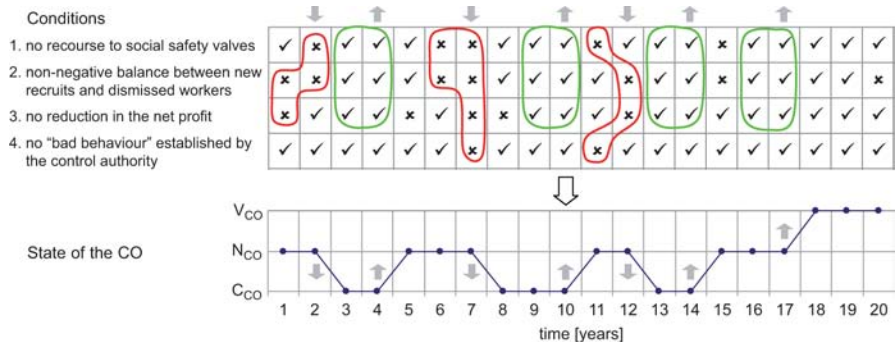 Conditions
1. no recourse to social safety valves
2. non-negative balance between new
recruits and dismissed workers
3. no reduction in the net profit
4. no "bad behaviour" established by
the control authority
State of the CO
V_CO
N_CO
C_CO
1 2 3 4 5 6 7 8 9 10 11 12 13 14 15 16 17 18 19 20
time [years]